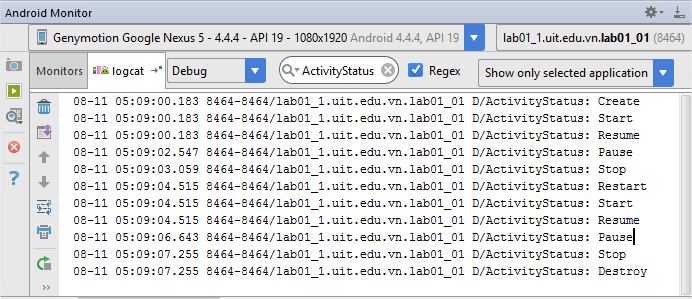 Android Monitor
Genymotion Google Nexus 5 - 4.4.4 - API 19 - 1080x1920 Android 4.4.4, API 19
lab01_1.uit.edu.vn.lab01_01 (8464)
Monitors
logcat
Debug
ActivityStatus
Regex
Show only selected application
08-11 05:09:00.183 8464-8464/lab01_1.uit.edu.vn.lab01_01 D/ActivityStatus: Create
08-11 05:09:00.183 8464-8464/lab01_1.uit.edu.vn.lab01_01 D/ActivityStatus: Start
08-11 05:09:00.183 8464-8464/lab01_1.uit.edu.vn.lab01_01 D/ActivityStatus: Resume
08-11 05:09:02.547 8464-8464/lab01_1.uit.edu.vn.lab01_01 D/ActivityStatus: Pause
08-11 05:09:03.059 8464-8464/lab01_1.uit.edu.vn.lab01_01 D/ActivityStatus: Stop
08-11 05:09:04.515 8464-8464/lab01_1.uit.edu.vn.lab01_01 D/ActivityStatus: Restart
08-11 05:09:04.515 8464-8464/lab01_1.uit.edu.vn.lab01_01 D/ActivityStatus: Start
08-11 05:09:04.515 8464-8464/lab01_1.uit.edu.vn.lab01_01 D/ActivityStatus: Resume
08-11 05:09:06.643 8464-8464/lab01_1.uit.edu.vn.lab01_01 D/ActivityStatus: Pause
08-11 05:09:07.255 8464-8464/lab01_1.uit.edu.vn.lab01_01 D/ActivityStatus: Stop
08-11 05:09:07.255 8464-8464/lab01_1.uit.edu.vn.lab01_01 D/ActivityStatus: Destroy